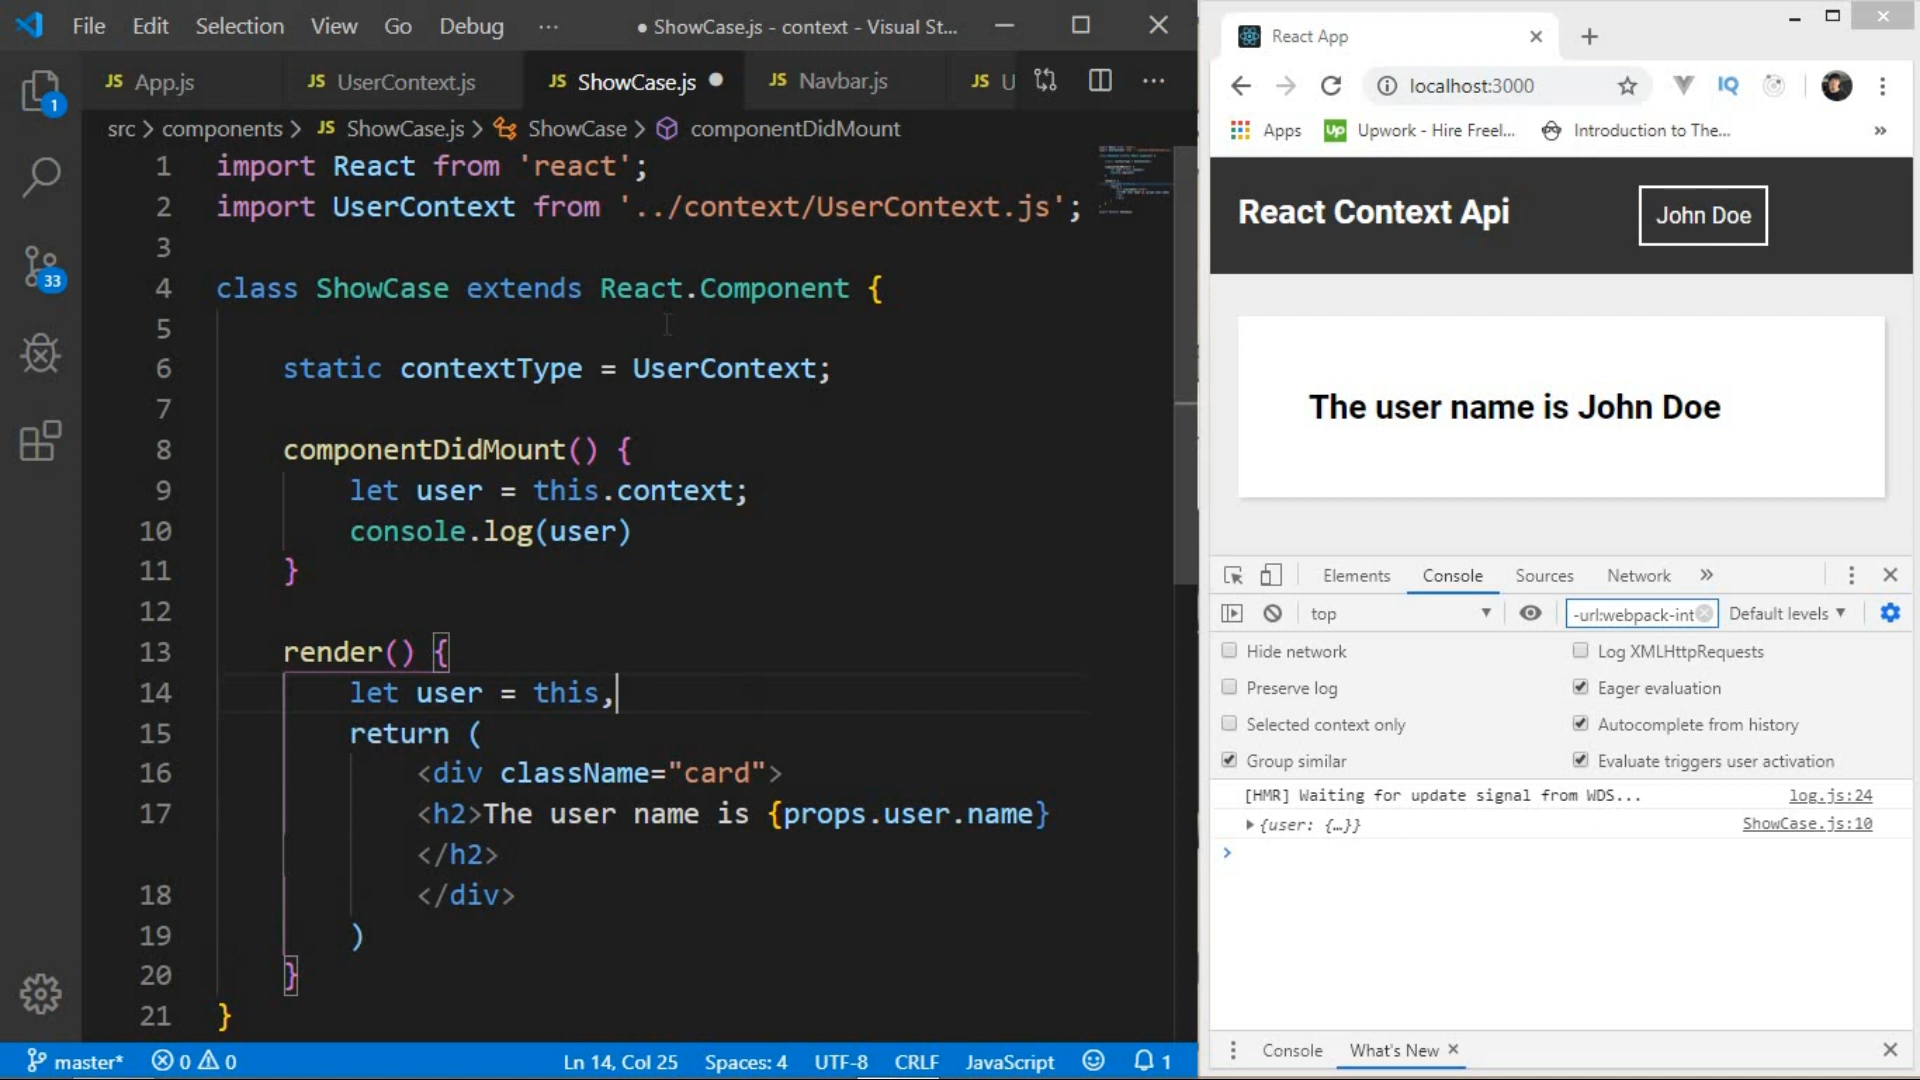 File Edit Selection View Go Debug ··· ● ShowCase.js - context - Visual St...
JS App.js JS UserContext.js JS ShowCase.js ● JS Navbar.js JS U
src > components > JS ShowCase.js > ShowCase > componentDidMount
1 import React from 'react';
2 import UserContext from '../context/UserContext.js';
3
4 class ShowCase extends React.Component {
5
6 static contextType = UserContext;
7
8 componentDidMount() {
9 let user = this.context;
10 console.log(user)
11 }
12
13 render() {
14 let user = this,
15 return (
16 <div className="card">
17 <h2>The user name is {props.user.name}
</h2>
18 </div>
19 )
20 }
21 }
1
33
master* 0 0 Ln 14, Col 25 Spaces: 4 UTF-8 CRLF JavaScript 1
React App
localhost:3000 IQ
Apps Up Upwork - Hire Freel... Introduction to The... »
React Context Api John Doe
The user name is John Doe
Elements Console Sources Network »
top -url:webpack-int Default levels
Hide network Log XMLHttpRequests
Preserve log Eager evaluation
Selected context only Autocomplete from history
Group similar Evaluate triggers user activation
[HMR] Waiting for update signal from WDS... log.js:24
{user: {…}} ShowCase.js:10
Console What's New